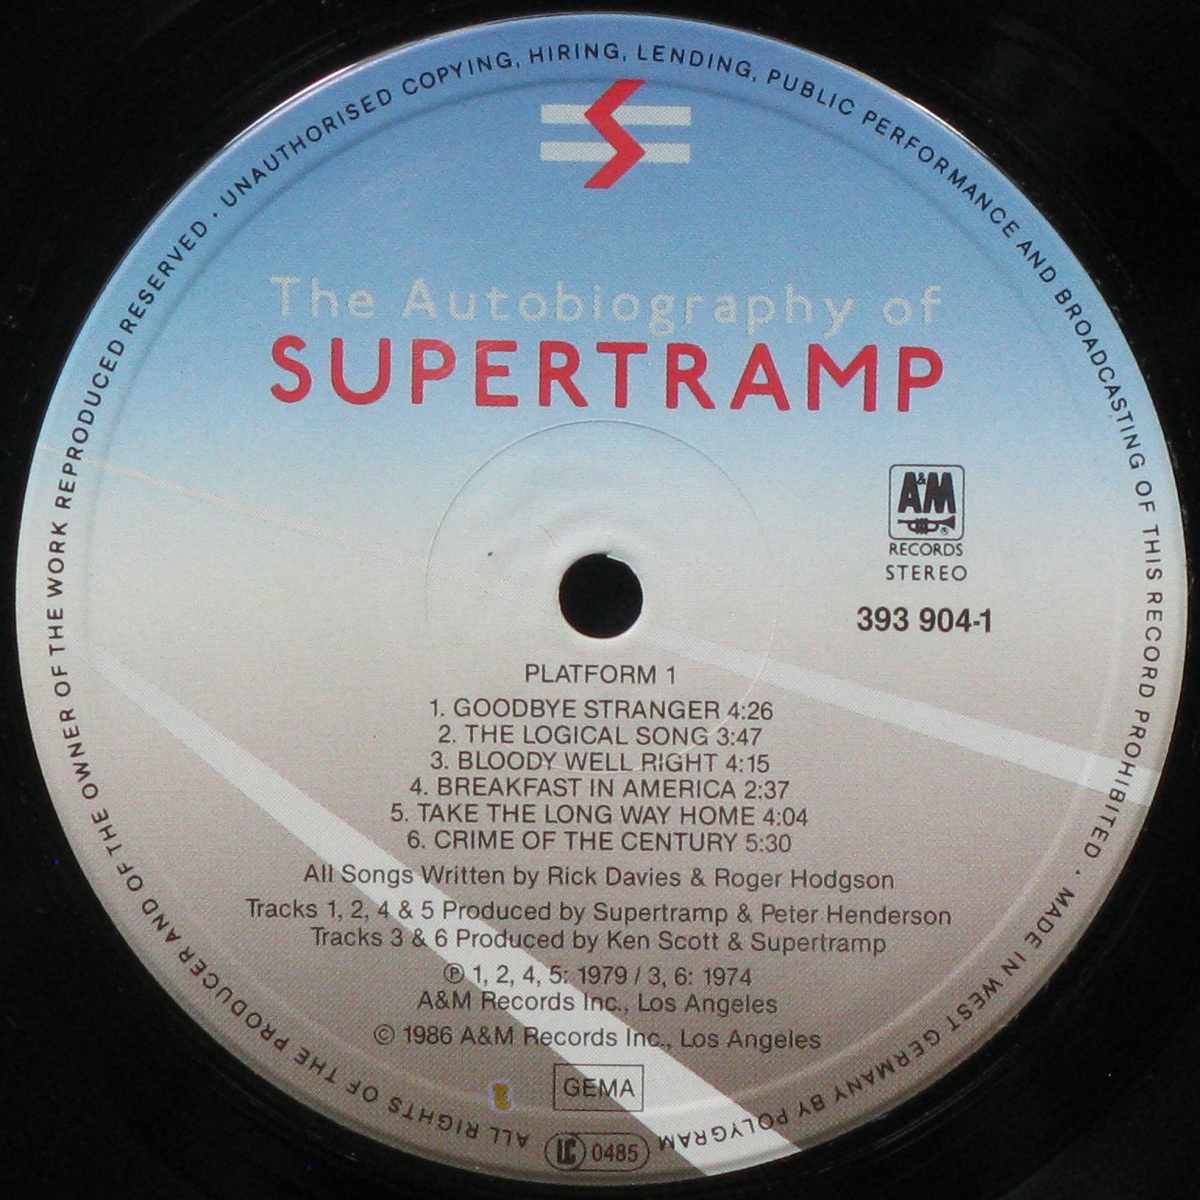 UNAUTHORISED COPYING, HIRING, LENDING, PUBLIC PERFORMANCE AND BROADCASTING OF THIS RECORD PROHIBITED · MADE IN WEST GERMANY BY POLYGRAM
ALL RIGHTS OF THE PRODUCER AND OF THE OWNER OF THE WORK REPRODUCED RESERVED ·
The Autobiography of
SUPERTRAMP
A&M
®
RECORDS
STEREO
393 904-1
PLATFORM 1
1. GOODBYE STRANGER 4:26
2. THE LOGICAL SONG 3:47
3. BLOODY WELL RIGHT 4:15
4. BREAKFAST IN AMERICA 2:37
5. TAKE THE LONG WAY HOME 4:04
6. CRIME OF THE CENTURY 5:30
All Songs Written by Rick Davies & Roger Hodgson
Tracks 1, 2, 4 & 5 Produced by Supertramp & Peter Henderson
Tracks 3 & 6 Produced by Ken Scott & Supertramp
℗ 1, 2, 4, 5: 1979 / 3, 6: 1974
A&M Records Inc., Los Angeles
© 1986 A&M Records Inc., Los Angeles
GEMA
LC 0485